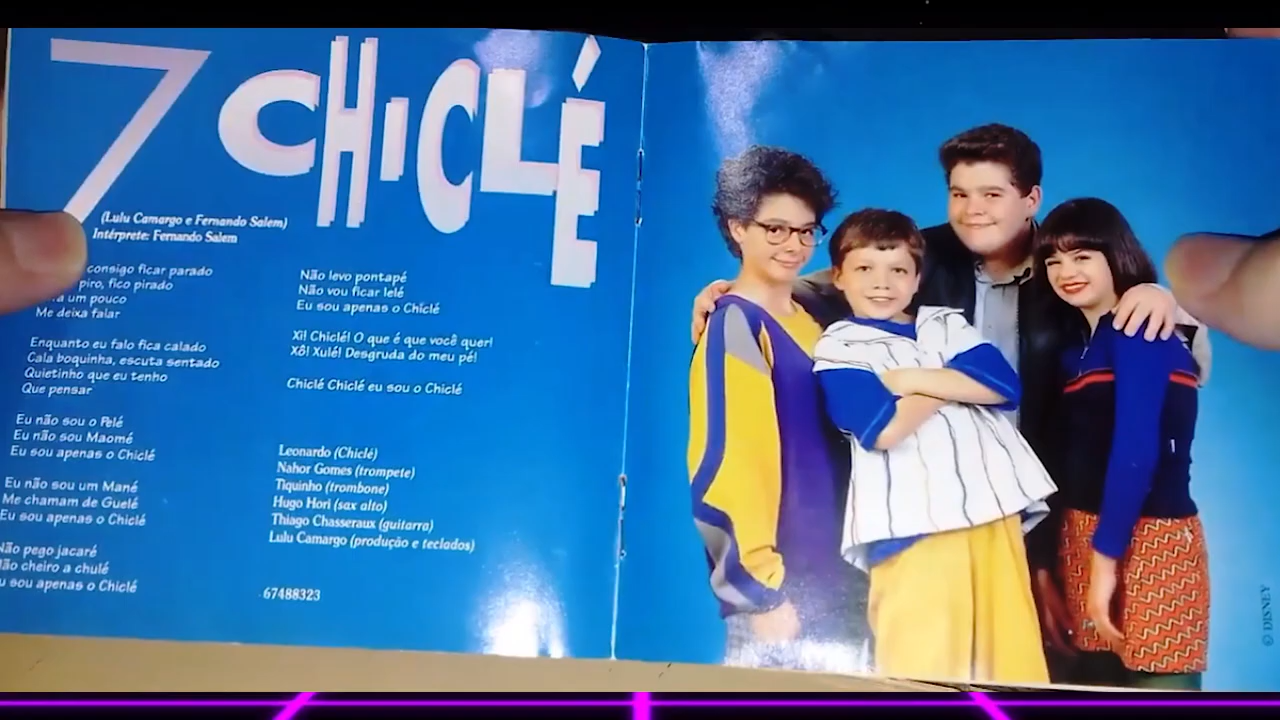 7 CHICLÉ
(Lulu Camargo e Fernando Salem)
Intérprete: Fernando Salem
consigo ficar parado
piro, fico pirado
um pouco
Me deixa falar
Enquanto eu falo fica calado
Cala boquinha, escuta sentado
Quietinho que eu tenho
Que pensar
Eu não sou o Pelé
Eu não sou Maomé
Eu sou apenas o Chiclé
Eu não sou um Mané
Me chamam de Guelé
Eu sou apenas o Chiclé
Não pego jacaré
não cheiro a chulé
u sou apenas o Chiclé
Não levo pontapé
Não vou ficar lelé
Eu sou apenas o Chiclé
Xi! Chiclé! O que é que você quer!
Xô! Xulé! Desgruda do meu pé!
Chiclé Chiclé eu sou o Chiclé
Leonardo (Chiclé)
Nahor Gomes (trompete)
Tiquinho (trombone)
Hugo Hori (sax alto)
Thiago Chasseraux (guitarra)
Lulu Camargo (produção e teclados)
67488323
© DISNEY